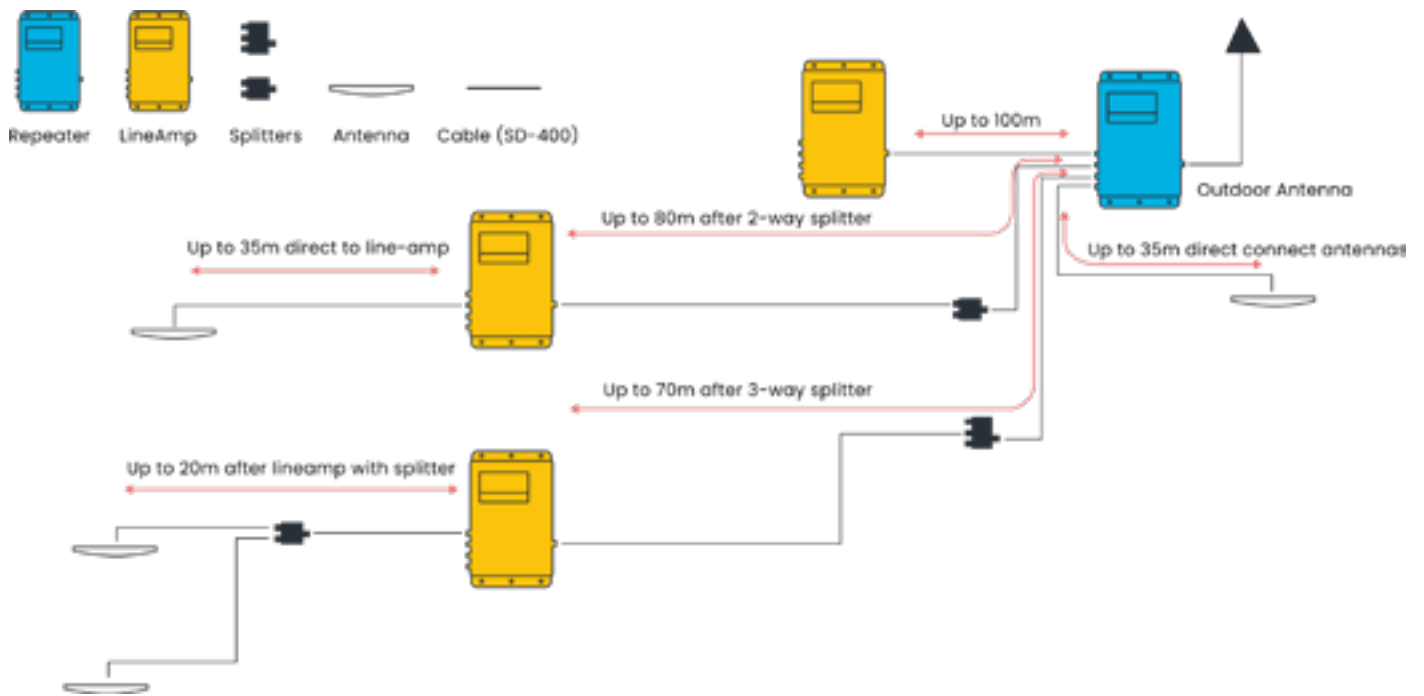 Repeater
LineAmp
Splitters
Antenna
Cable (SD-400)
Up to 100m
Outdoor Antenna
Up to 80m after 2-way splitter
Up to 35m direct to line-amp
Up to 35m direct connect antennas
Up to 70m after 3-way splitter
Up to 20m after lineamp with splitter